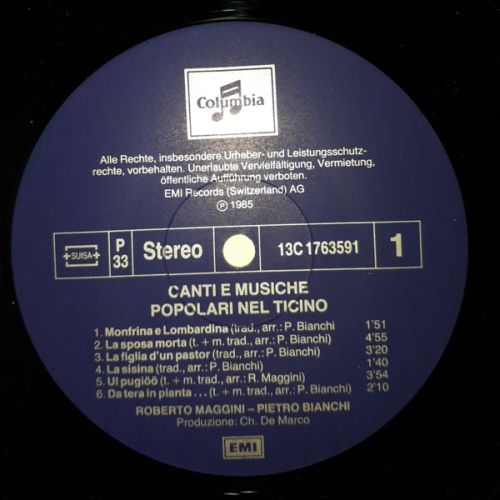 Columbia
Alle Rechte, insbesondere Urheber- und Leistungsschutz-
rechte, vorbehalten. Unerlaubte Vervielfältigung, Vermietung,
öffentliche Aufführung verboten.
EMI Records (Switzerland) AG
Ⓟ 1985
SUISA
P
33
Stereo
13C 1763591
1
CANTI E MUSICHE
POPOLARI NEL TICINO
1. Monfrina e Lombardina (trad., arr.: P. Bianchi 1'51
2. La sposa morta (t. + m. trad., arr.: P. Bianchi) 4'55
3. La figlia d'un pastor (trad., arr.: P. Bianchi) 3'20
4. La sisina (trad., arr.: P. Bianchi) 1'40
5. Ul pugiöö (t. + m. trad., arr.: R. Maggini) 3'54
6. Da tera in pianta ... (t. + m. trad., arr.: P. Bianchi) 2'10
ROBERTO MAGGINI – PIETRO BIANCHI
Produzione: Ch. De Marco
EMI